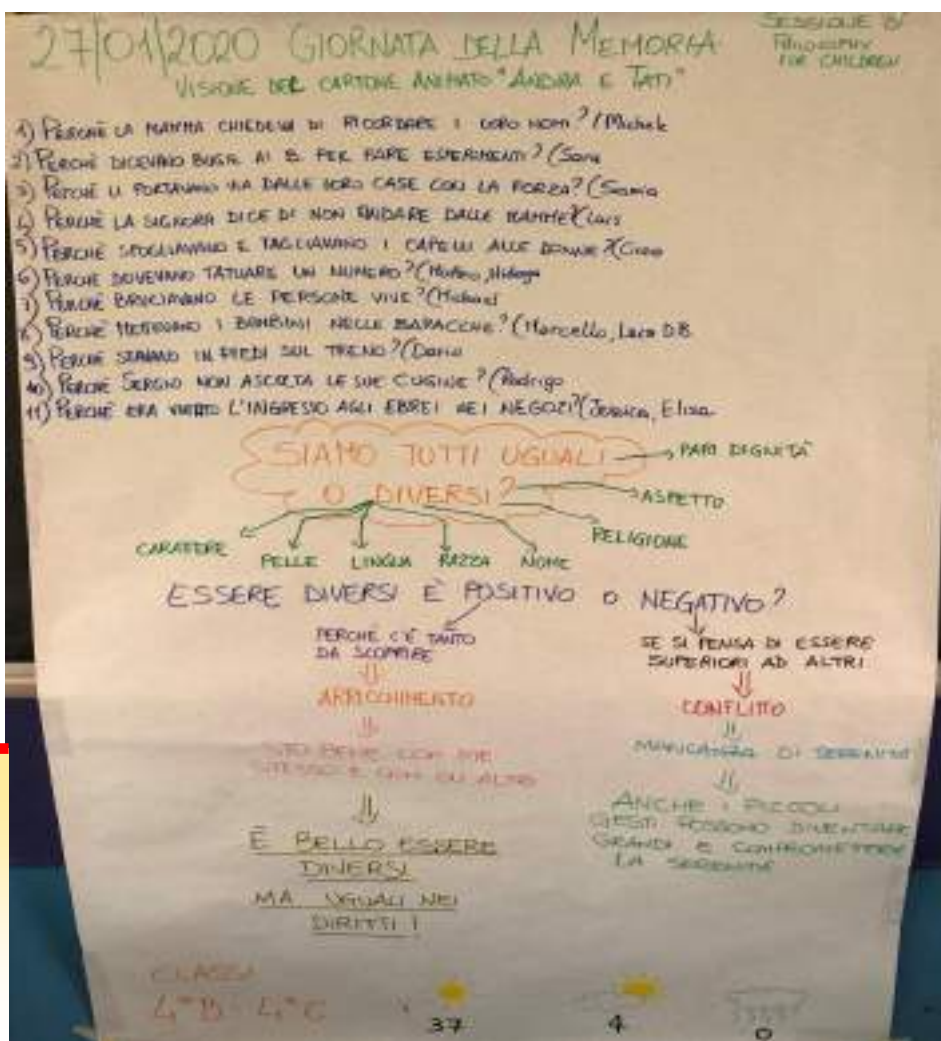 27/01/2020 GIORNATA DELLA MEMORIA
SESSIONE DI
PHILOSOPHY
FOR CHILDREN
VISIONE DEL CARTONE ANIMATO "ANDRA E TATI"
1) PERCHÉ LA MAMMA CHIEDEVA DI RICORDARE I LORO NOMI? (Michele
2) PERCHÉ DICEVANO BUGIE AI B. PER FARE ESPERIMENTI? (Sara
3) PERCHÉ LI PORTAVANO VIA DALLE LORO CASE CON LA FORZA? (Samia
4) PERCHÉ LA SIGNORA DICE DI NON ANDARE DALLE MAMME? (Lars
5) PERCHÉ SPOGLIAVANO E TAGLIAVANO I CAPELLI ALLE DONNE? (
6) PERCHÉ DOVEVANO TATUARE UN NUMERO? (
7) PERCHÉ BRUCIAVANO LE PERSONE VIVE? (Michael
8) PERCHÉ METTEVANO I BAMBINI NELLE BARACCHE? (Marcello, Luca D.B.
9) PERCHÉ STAVANO IN PIEDI SUL TRENO? (Dario
10) PERCHÉ SERGIO NON ASCOLTA LE SUE CUGINE? (Rodrigo
11) PERCHÉ ERA VIETATO L'INGRESSO AGLI EBREI NEI NEGOZI? (Jessica, Elisa
SIAMO TUTTI UGUALI
O DIVERSI?
PARI DIGNITÀ
ASPETTO
RELIGIONE
CARATTERE
PELLE LINGUA RAZZA NOME
ESSERE DIVERSI È POSITIVO O NEGATIVO?
PERCHÉ C'È TANTO
DA SCOPRIRE
ARRICCHIMENTO
STO BENE CON ME
STESSO E CON GLI ALTRI
È BELLO ESSERE
DIVERSI
MA UGUALI NEI
DIRITTI!
SE SI PENSA DI ESSERE
SUPERIORI AD ALTRI
CONFLITTO
MANCANZA DI SERENITÀ
ANCHE I PICCOLI
GESTI POSSONO DIVENTARE
GRANDI E COMPROMETTERE
LA SERENITÀ
CLASSI
4ª B - 4ª C
37
4
0